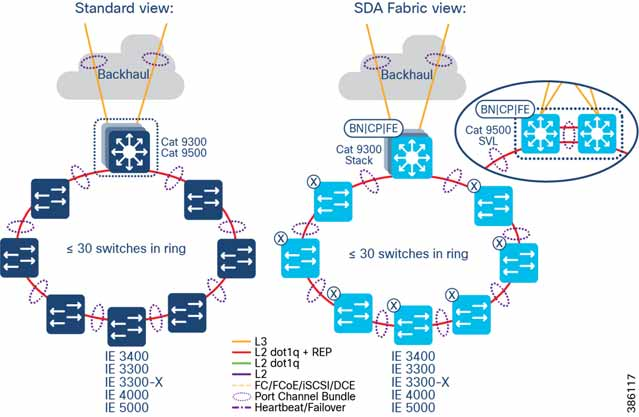 Standard view:
SDA Fabric view:
Backhaul
Backhaul
Cat 9300
Cat 9500
BN|CP|FE
Cat 9300
Stack
BN|CP|FE
Cat 9500
SVL
X
X
X
X
X
X
X
≤ 30 switches in ring
≤ 30 switches in ring
IE 3400
IE 3300
IE 3300-X
IE 4000
IE 5000
L3
L2 dot1q + REP
L2 dot1q
L2
FC/FCoE/iSCSI/DCE
Port Channel Bundle
Heartbeat/Failover
IE 3400
IE 3300
IE 3300-X
IE 4000
IE 5000
386117